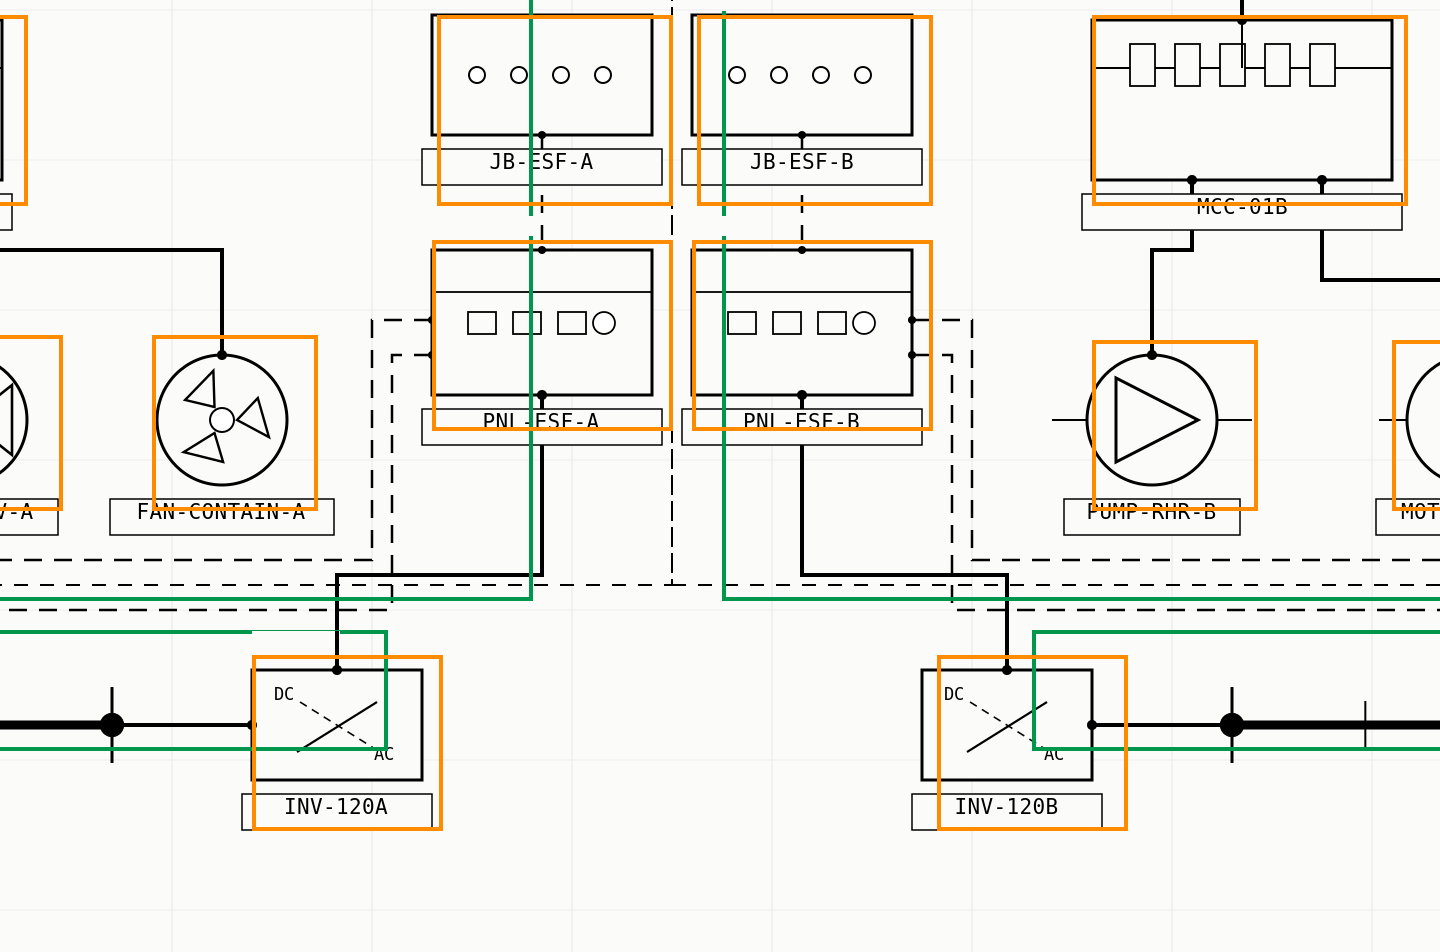 JB-ESF-A
JB-ESF-B
MCC-01B
PNL-ESF-A
PNL-ESF-B
V-A
FAN-CONTAIN-A
PUMP-RHR-B
MOT
DC
AC
INV-120A
DC
AC
INV-120B